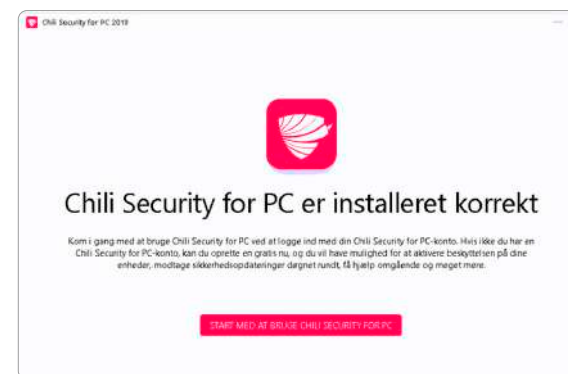 Chili Security for PC 2019
Chili Security for PC er installeret korrekt
Kom i gang med at bruge Chili Security for PC ved at logge ind med din Chili Security for PC-konto. Hvis ikke du har en
Chili Security for PC-konto, kan du oprette en gratis nu, og du vil have mulighed for at aktivere beskyttelsen på dine
enheder, modtage sikkerhedsopdateringer døgnet rundt, få hjælp omgående og meget mere.
START MED AT BRUGE CHILI SECURITY FOR PC